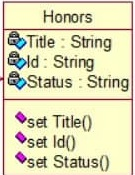 Honors
Title : String
Id : String
Status : String
set Title()
set Id()
set Status()